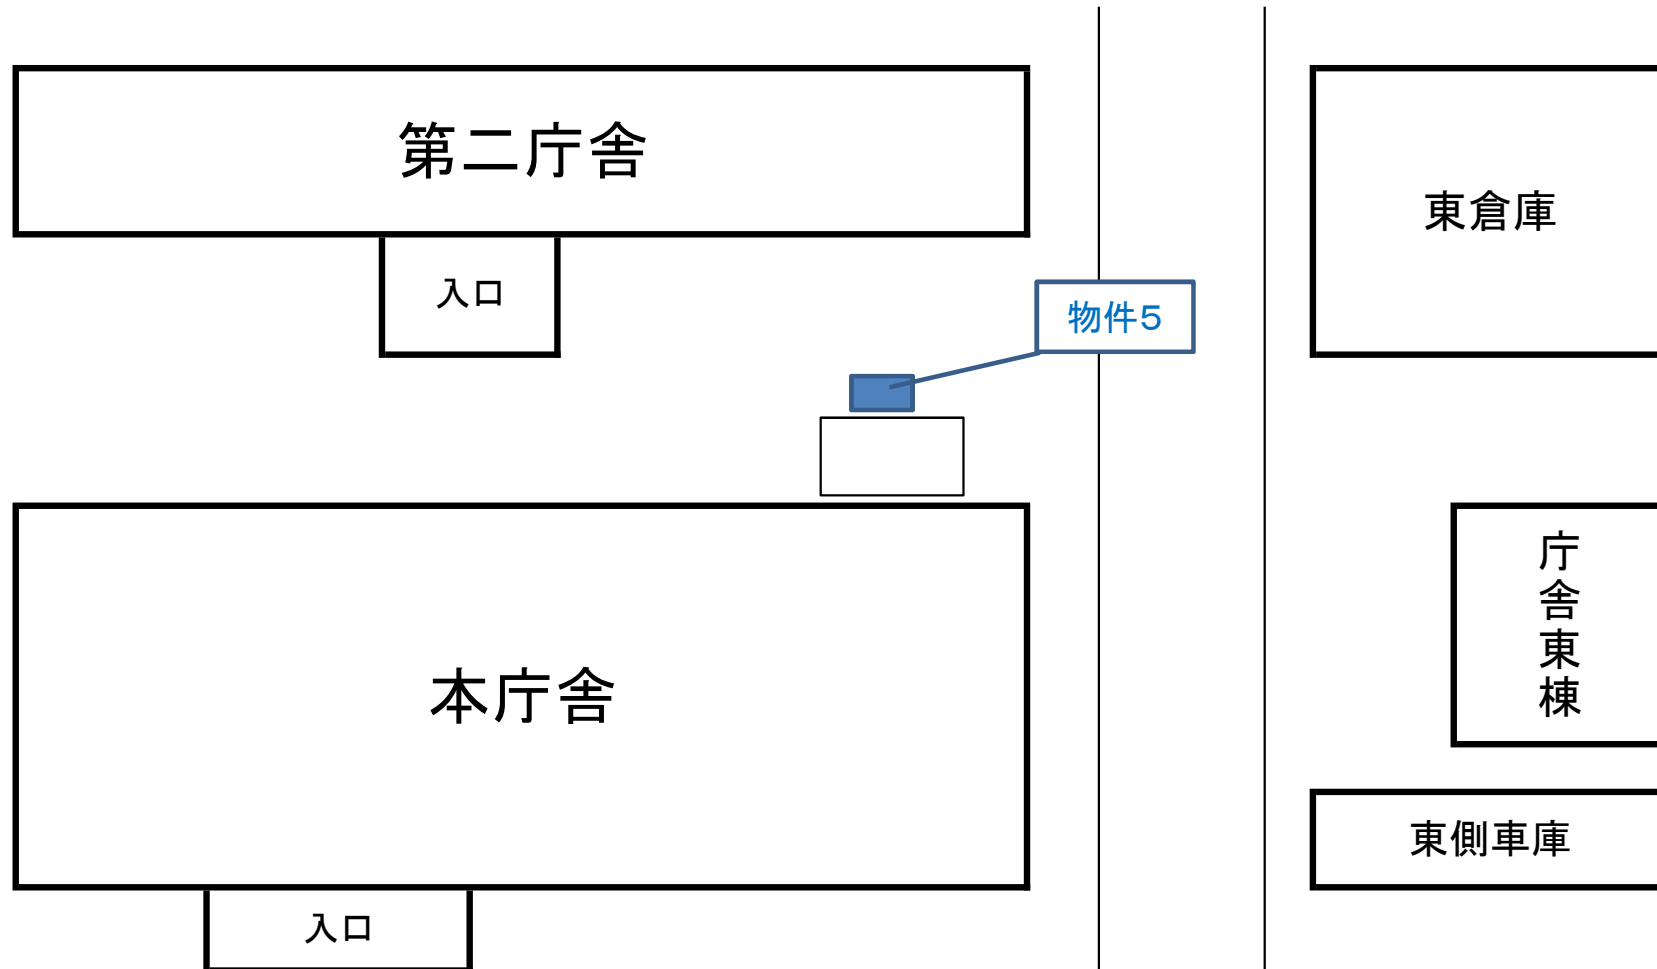 第二庁舎
東倉庫
入口
物件５
庁舎東棟
本庁舎
東側車庫
入口